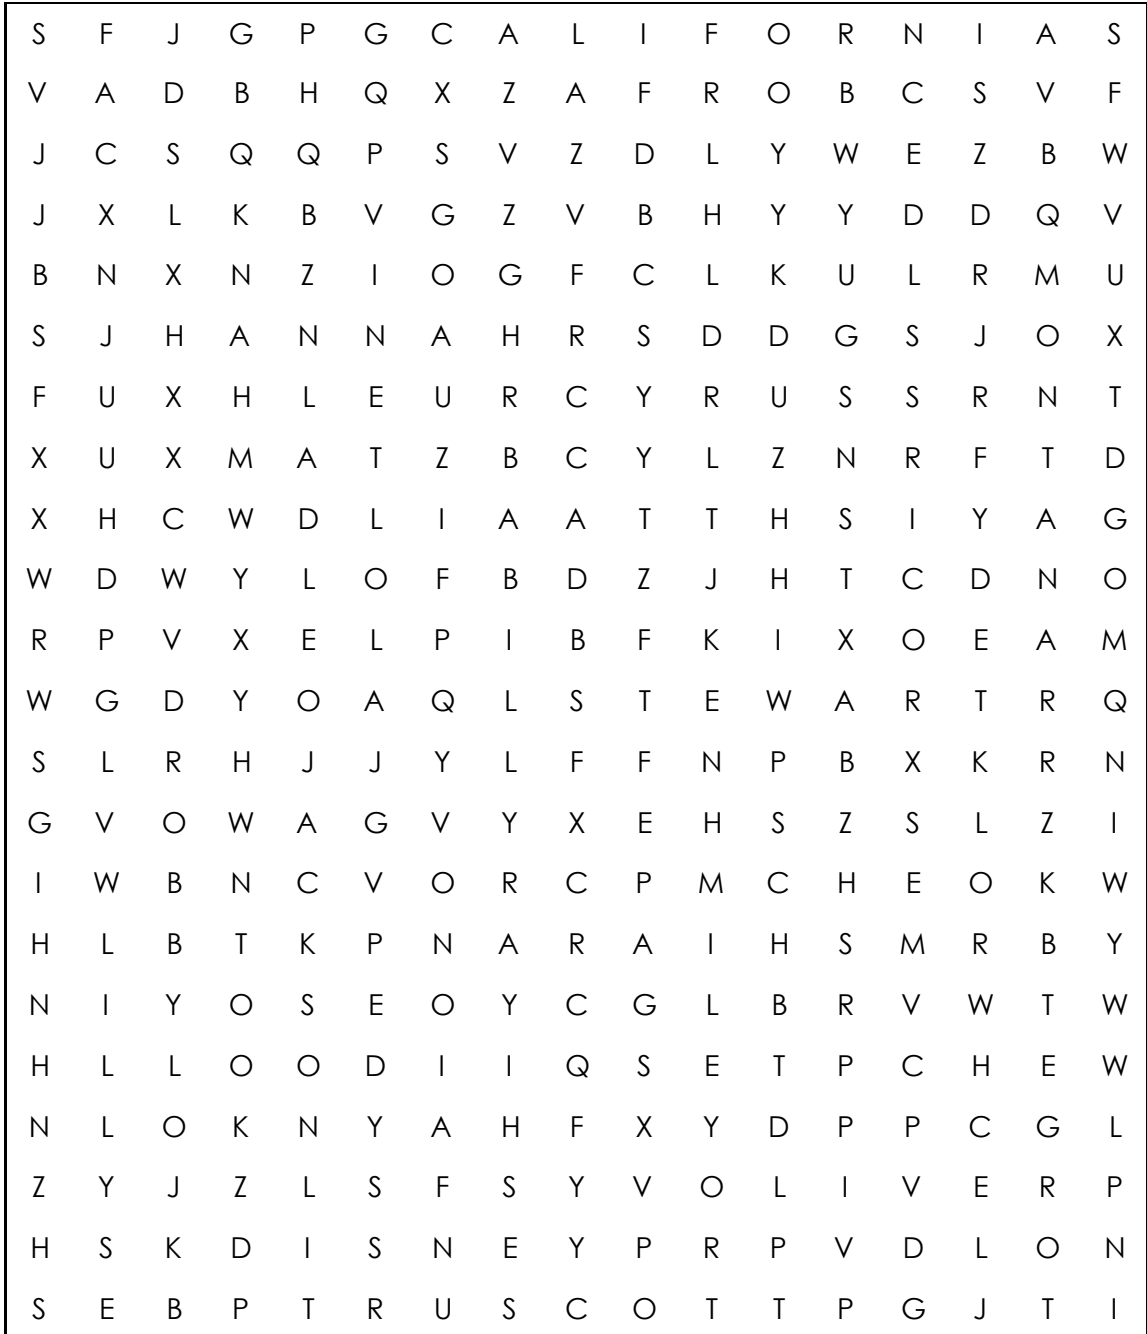 S F J G P G C A L I F O R N I A S
V A D B H Q X Z A F R O B C S V F
J C S Q Q P S V Z D L Y W E Z B W
J X L K B V G Z V B H Y Y D D Q V
B N X N Z I O G F C L K U L R M U
S J H A N N A H R S D D G S J O X
F U X H L E U R C Y R U S S R N T
X U X M A T Z B C Y L Z N R F T D
X H C W D L I A A T T H S I Y A G
W D W Y L O F B D Z J H T C D N O
R P V X E L P I B F K I X O E A M
W G D Y O A Q L S T E W A R T R Q
S L R H J J Y L F F N P B X K R N
G V O W A G V Y X E H S Z S L Z I
I W B N C V O R C P M C H E O K W
H L B T K P N A R A I H S M R B Y
N I Y O S E O Y C G L B R V W T W
H L L O O D I I Q S E T P C H E W
N L O K N Y A H F X Y D P P C G L
Z Y J Z L S F S Y V O L I V E R P
H S K D I S N E Y P R P V D L O N
S E B P T R U S C O T T P G J T I